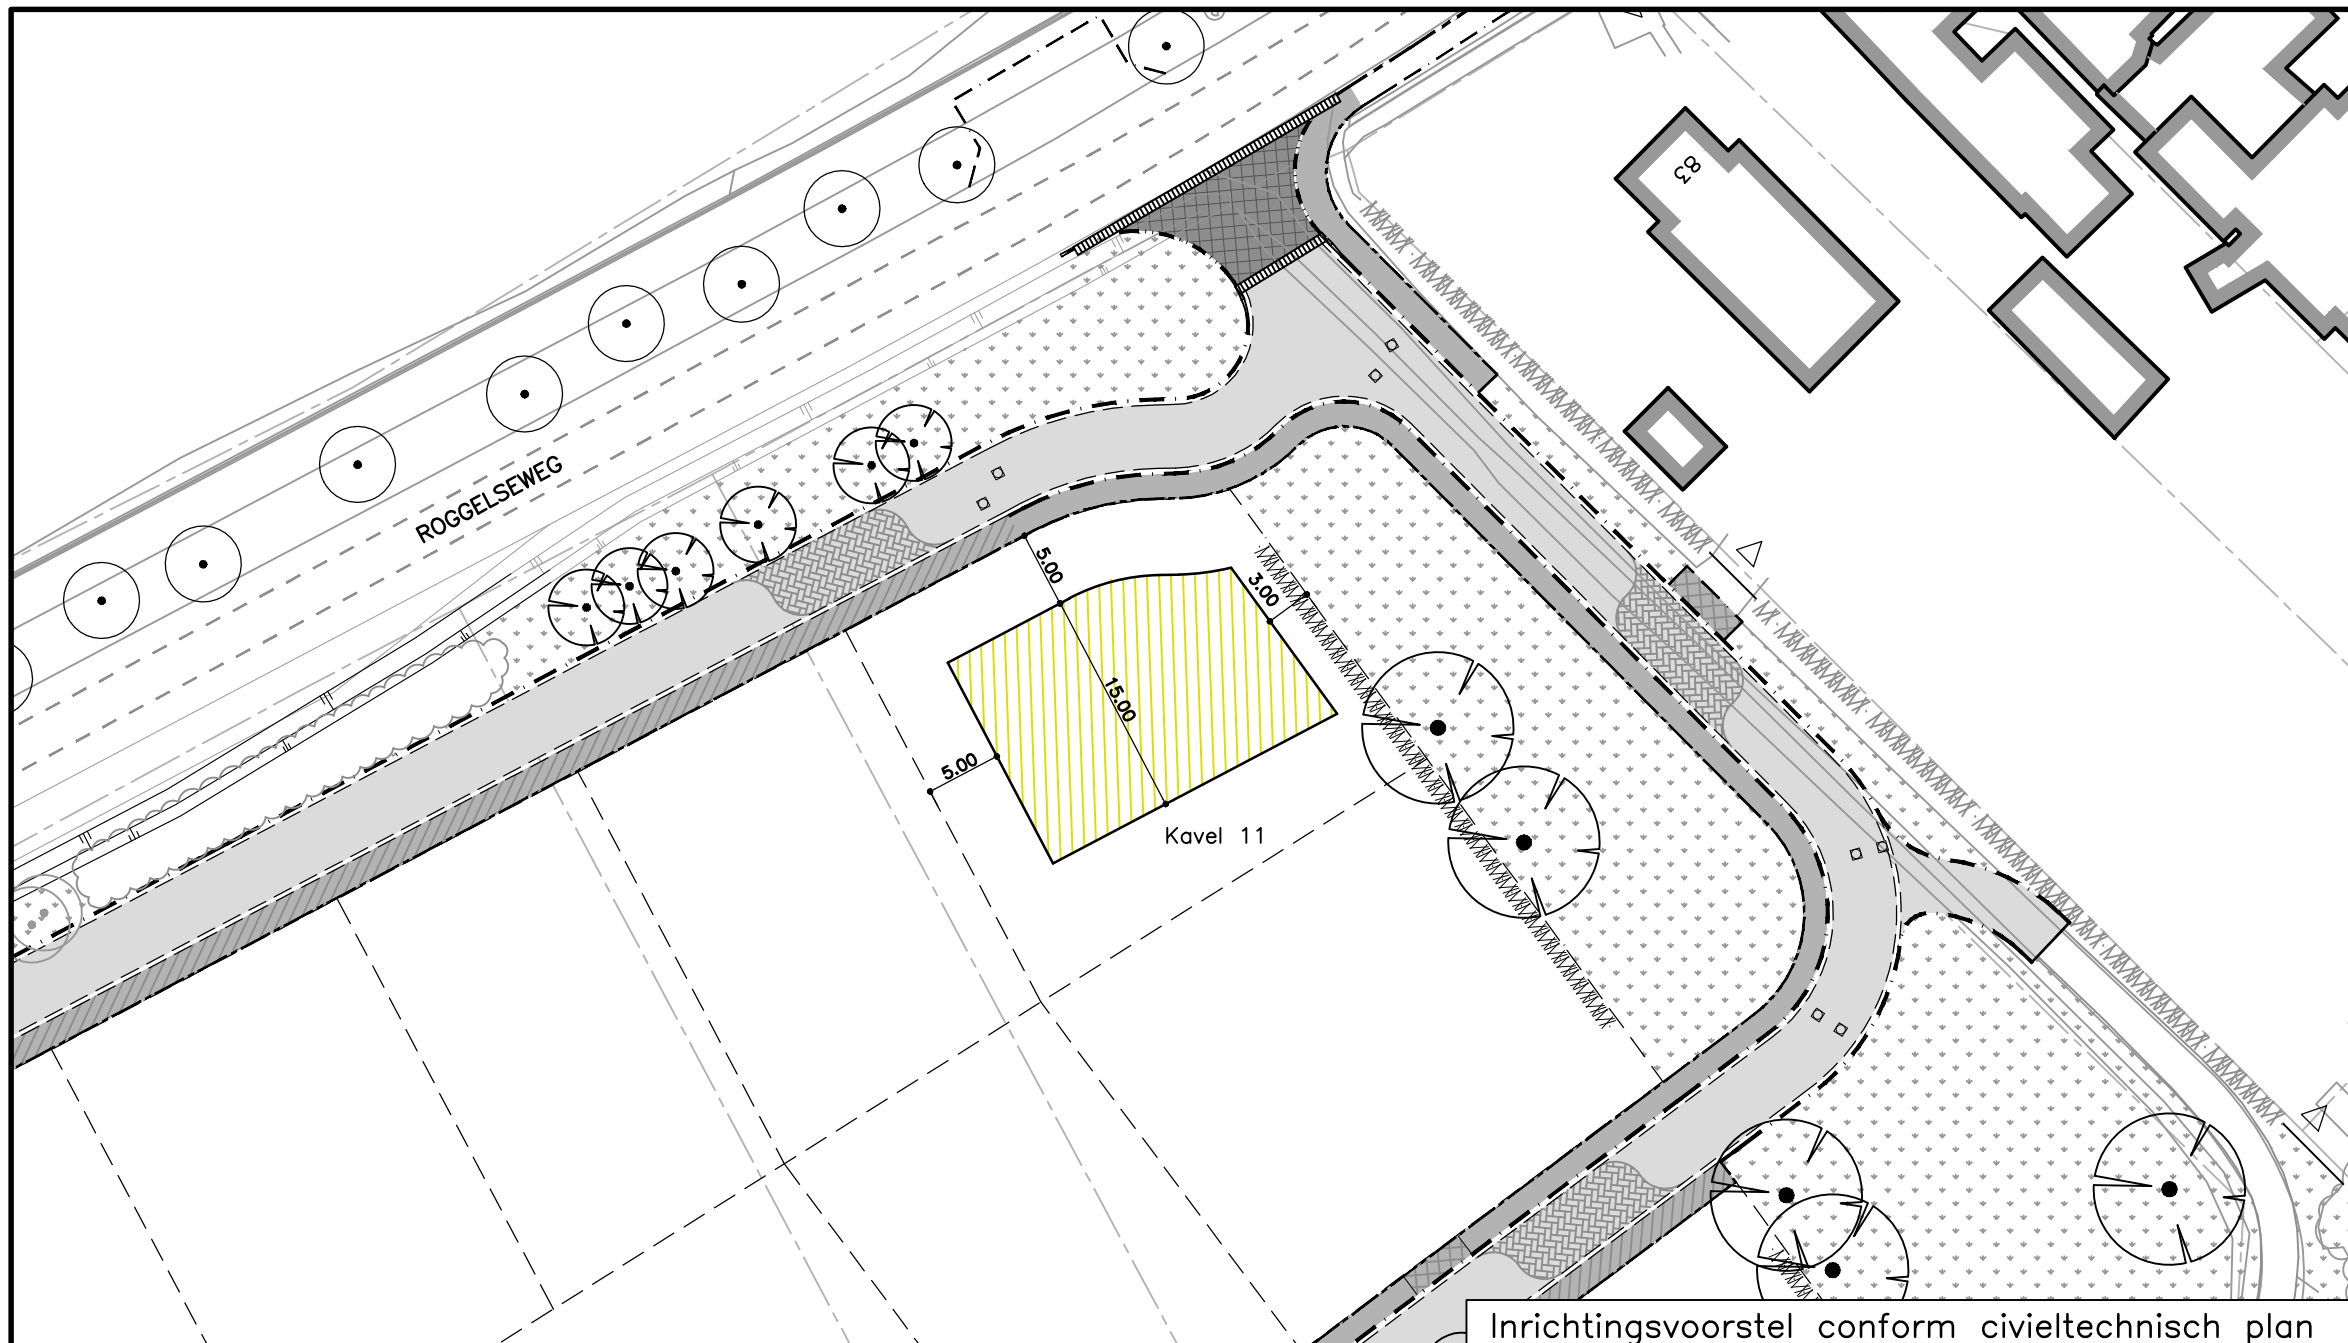 83
ROGGELSEWEG
5.00
3.00
15.00
5.00
Kavel 11
Inrichtingsvoorstel conform civieltechnisch plan